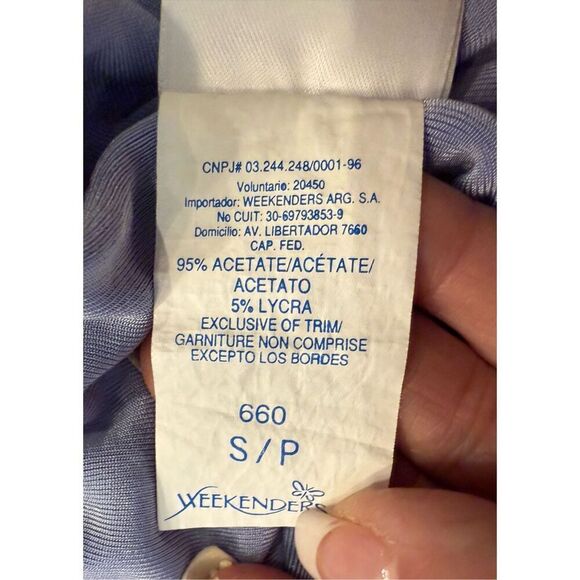 CNPJ# 03.244.248/0001-96
Voluntario: 20450
Importador: WEEKENDERS ARG. S.A.
No CUIT: 30-69793853-9
Domicilio: AV. LIBERTADOR 7660
CAP. FED.
95% ACETATE/ACÉTATE/
ACETATO
5% LYCRA
EXCLUSIVE OF TRIM/
GARNITURE NON COMPRISE
EXCEPTO LOS BORDES
660
S / P
WEEKENDERS